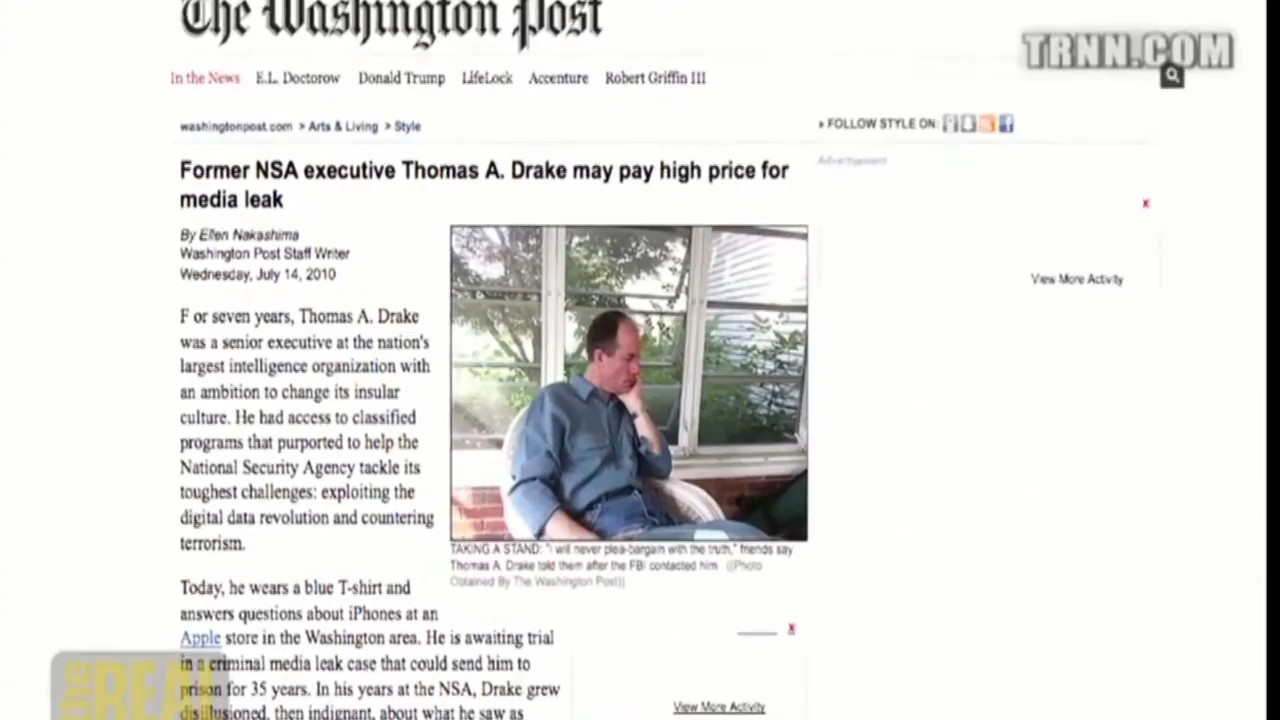 The Washington Post
TRNN.COM
In the News E.L. Doctorow Donald Trump LifeLock Accenture Robert Griffin III
washingtonpost.com > Arts & Living > Style
» FOLLOW STYLE ON:
Advertisement
Former NSA executive Thomas A. Drake may pay high price for
media leak
x
By Ellen Nakashima
Washington Post Staff Writer
Wednesday, July 14, 2010
View More Activity
F or seven years, Thomas A. Drake
was a senior executive at the nation's
largest intelligence organization with
an ambition to change its insular
culture. He had access to classified
programs that purported to help the
National Security Agency tackle its
toughest challenges: exploiting the
digital data revolution and countering
terrorism.
TAKING A STAND: "I will never plea-bargain with the truth," friends say
Thomas A. Drake told them after the FBI contacted him. ((Photo
Obtained By The Washington Post))
Today, he wears a blue T-shirt and
answers questions about iPhones at an
Apple store in the Washington area. He is awaiting trial
in a criminal media leak case that could send him to
prison for 35 years. In his years at the NSA, Drake grew
disillusioned, then indignant, about what he saw as
x
View More Activity
the REAL